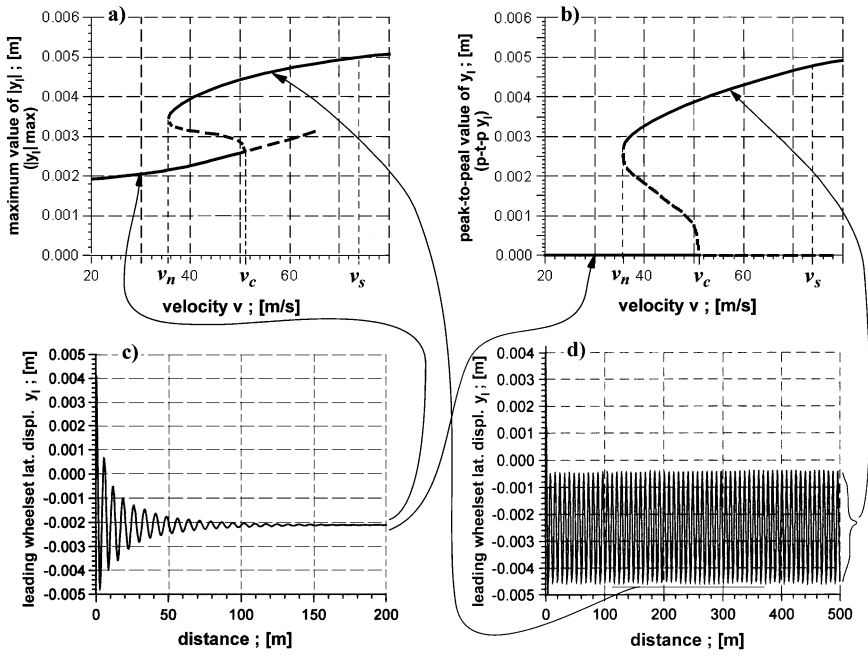 a)
maximum value of |yl| ; [m]
(|yl| max)
0.006
0.005
0.004
0.003
0.002
0.001
0.000
20
vn
40
vc
60
vs
velocity v ; [m/s]
b)
peak-to-peal value of yl ; [m]
(p-t-p yl)
0.006
0.005
0.004
0.003
0.002
0.001
0.000
20
vn
40
vc
60
vs
velocity v ; [m/s]
c)
leading wheelset lat. displ. yl ; [m]
0.005
0.004
0.003
0.002
0.001
0.000
-0.001
-0.002
-0.003
-0.004
-0.005
0
50
100
150
200
distance ; [m]
d)
leading wheelset lat. displ. yl ; [m]
0.004
0.003
0.002
0.001
0.000
-0.001
-0.002
-0.003
-0.004
-0.005
0
100
200
300
400
500
distance ; [m]